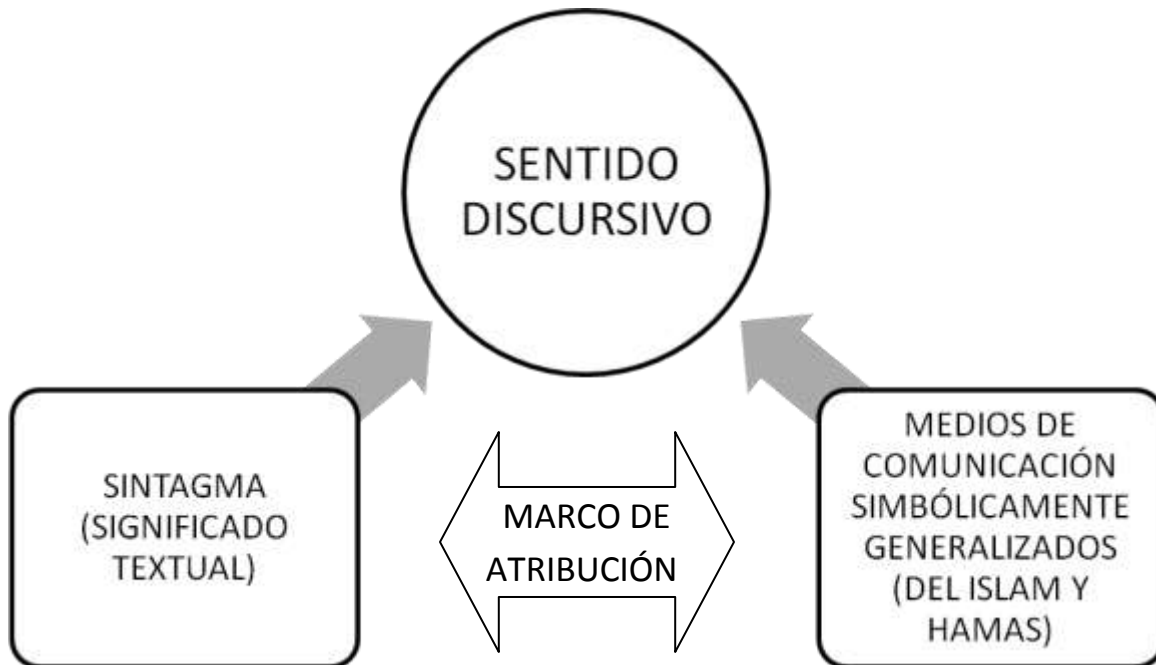 SENTIDO
DISCURSIVO
SINTAGMA
(SIGNIFICADO
TEXTUAL)
MARCO DE
ATRIBUCIÓN
MEDIOS DE
COMUNICACIÓN
SIMBÓLICAMENTE
GENERALIZADOS
(DEL ISLAM Y
HAMAS)